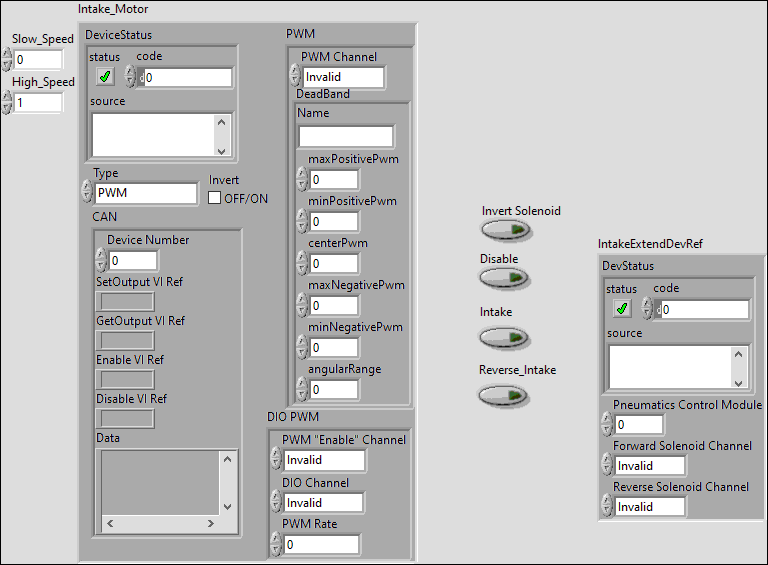 Intake_Motor
Slow_Speed
0
High_Speed
1
DeviceStatus
status
code
d 0
source
Type
PWM
Invert
OFF/ON
CAN
Device Number
0
SetOutput VI Ref
GetOutput VI Ref
Enable VI Ref
Disable VI Ref
Data
PWM
PWM Channel
Invalid
DeadBand
Name
maxPositivePwm
0
minPositivePwm
0
centerPwm
0
maxNegativePwm
0
minNegativePwm
0
angularRange
0
DIO PWM
PWM "Enable" Channel
Invalid
DIO Channel
Invalid
PWM Rate
0
Invert Solenoid
Disable
Intake
Reverse_Intake
IntakeExtendDevRef
DevStatus
status
code
d 0
source
Pneumatics Control Module
0
Forward Solenoid Channel
Invalid
Reverse Solenoid Channel
Invalid